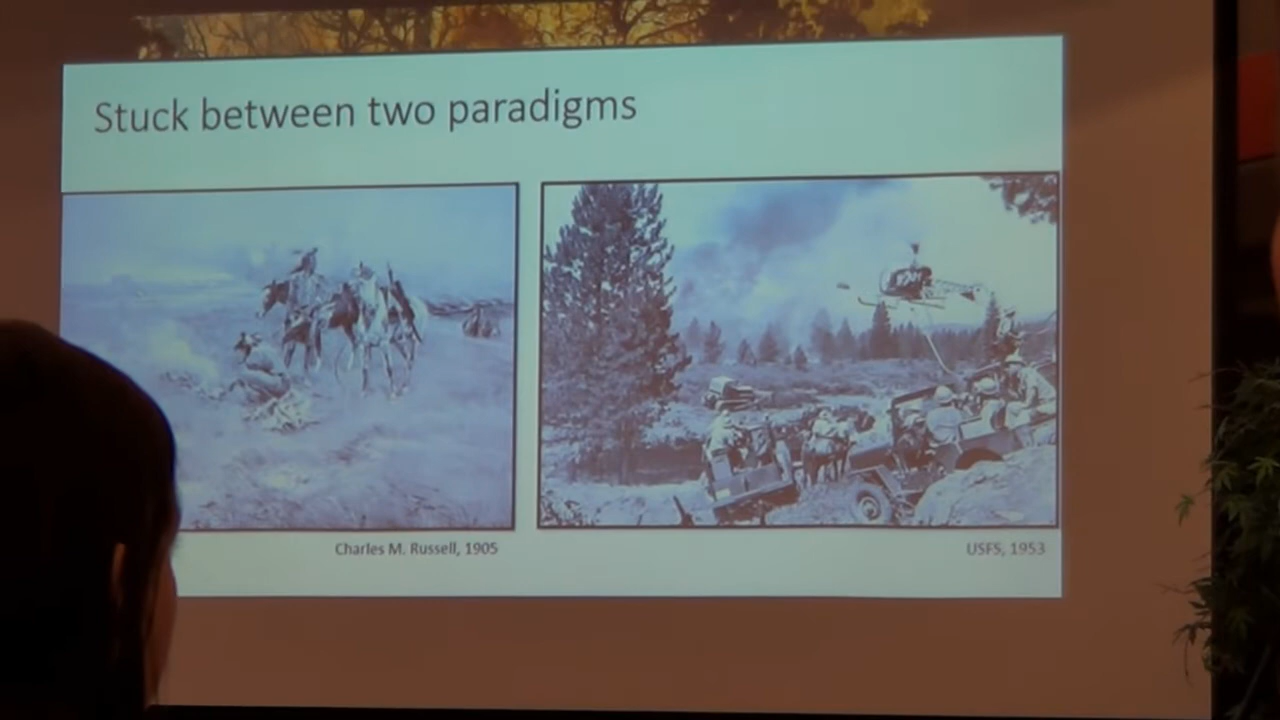 Stuck between two paradigms
Charles M. Russell, 1905
USFS, 1953